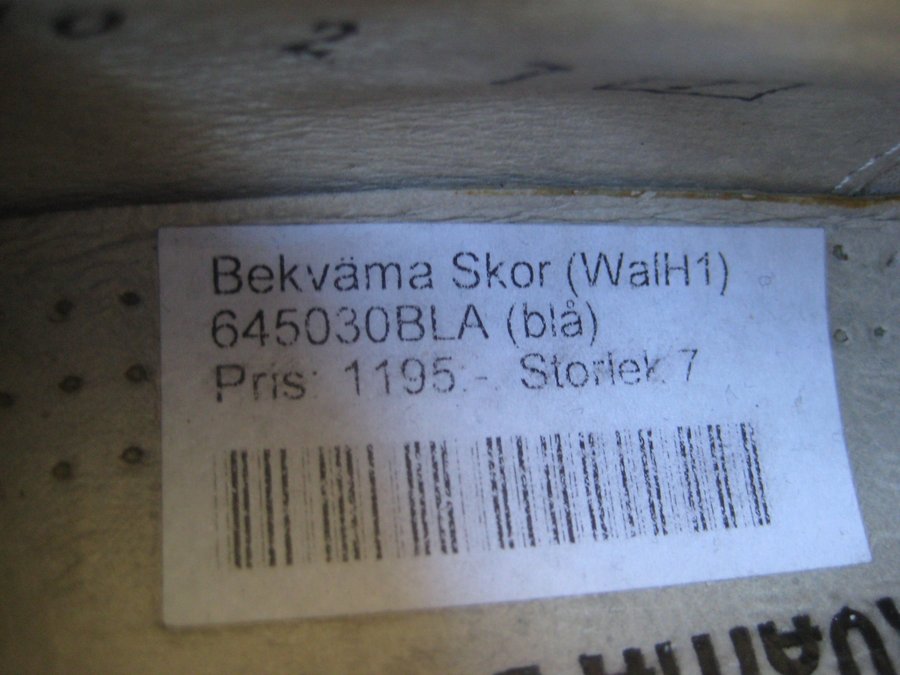 Bekväma Skor (WalH1)
645030BLA (blå)
Pris: 1195:- Storlek 7